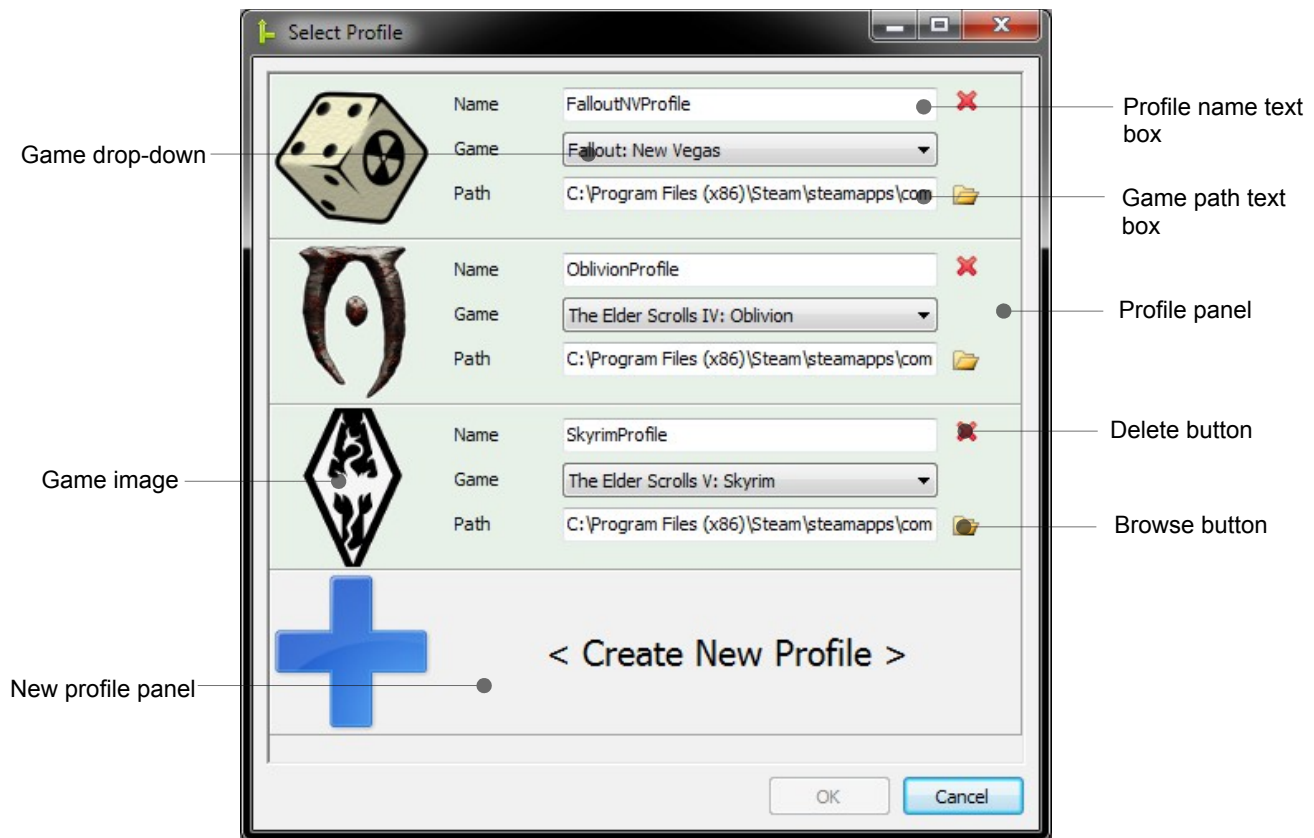 Select Profile
Name
FalloutNVProfile
Profile name text
box
Game drop-down
Game
Fallout: New Vegas
Path
C:\Program Files (x86)\Steam\steamapps\com
Game path text
box
Name
OblivionProfile
Game
The Elder Scrolls IV: Oblivion
Profile panel
Path
C:\Program Files (x86)\Steam\steamapps\com
Name
SkyrimProfile
Delete button
Game image
Game
The Elder Scrolls V: Skyrim
Path
C:\Program Files (x86)\Steam\steamapps\com
Browse button
< Create New Profile >
New profile panel
OK
Cancel